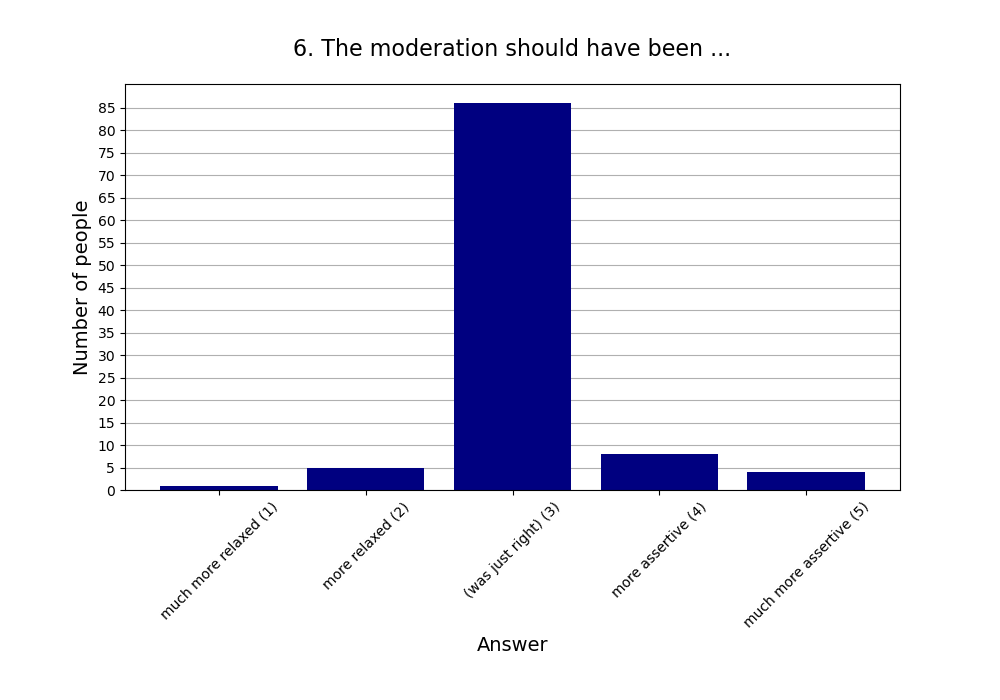 6. The moderation should have been ...
Number of people
85
80
75
70
65
60
55
50
45
40
35
30
25
20
15
10
5
0
much more relaxed (1)
more relaxed (2)
(was just right) (3)
more assertive (4)
much more assertive (5)
Answer